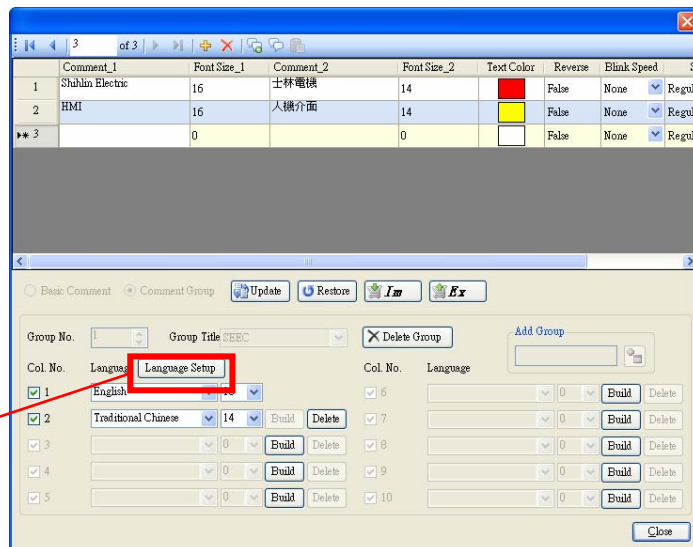 3 of 3
Comment_1 Font Size_1 Comment_2 Font Size_2 Text Color Reverse Blink Speed S
1 Shihlin Electric 16 士林電機 14 False None Regul
2 HMI 16 人機介面 14 False None Regul
3 0 0 False None Regul
Basic Comment Comment Group Update Restore Im Ex
Group No. 1 Group Title SEEC Delete Group Add Group
Col. No. Language Language Setup Col. No. Language
1 English 6 0 Build Delete
2 Traditional Chinese 14 Build Delete 7 0 Build Delete
3 0 Build Delete 8 0 Build Delete
4 0 Build Delete 9 0 Build Delete
5 0 Build Delete 10 0 Build Delete
Close